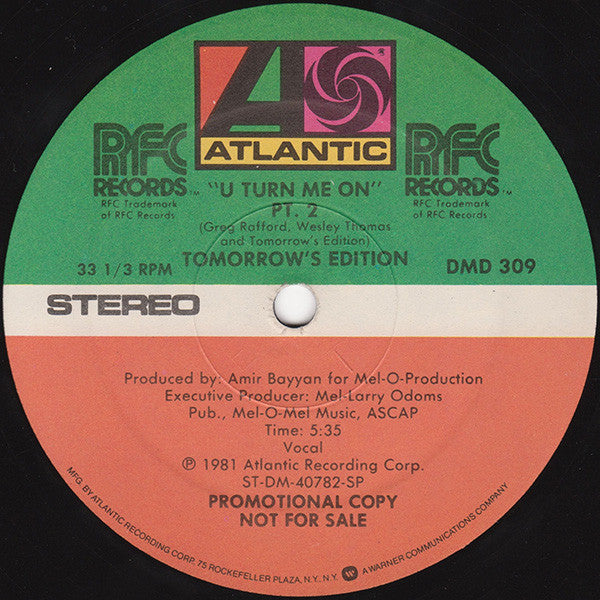 ATLANTIC
RFC
RECORDS™
RFC Trademark
of RFC Records
RFC
RECORDS™
RFC Trademark
of RFC Records
"U TURN ME ON"
PT. 2
(Greg Rafford, Wesley Thomas
and Tomorrow's Edition)
33 1/3 RPM
TOMORROW'S EDITION
DMD 309
STEREO
Produced by: Amir Bayyan for Mel-O-Production
Executive Producer: Mel-Larry Odoms
Pub., Mel-O-Mel Music, ASCAP
Time: 5:35
Vocal
℗ 1981 Atlantic Recording Corp.
ST-DM-40782-SP
PROMOTIONAL COPY
NOT FOR SALE
MFG. BY ATLANTIC RECORDING CORP. 75 ROCKEFELLER PLAZA, N.Y., N.Y. A WARNER COMMUNICATIONS COMPANY